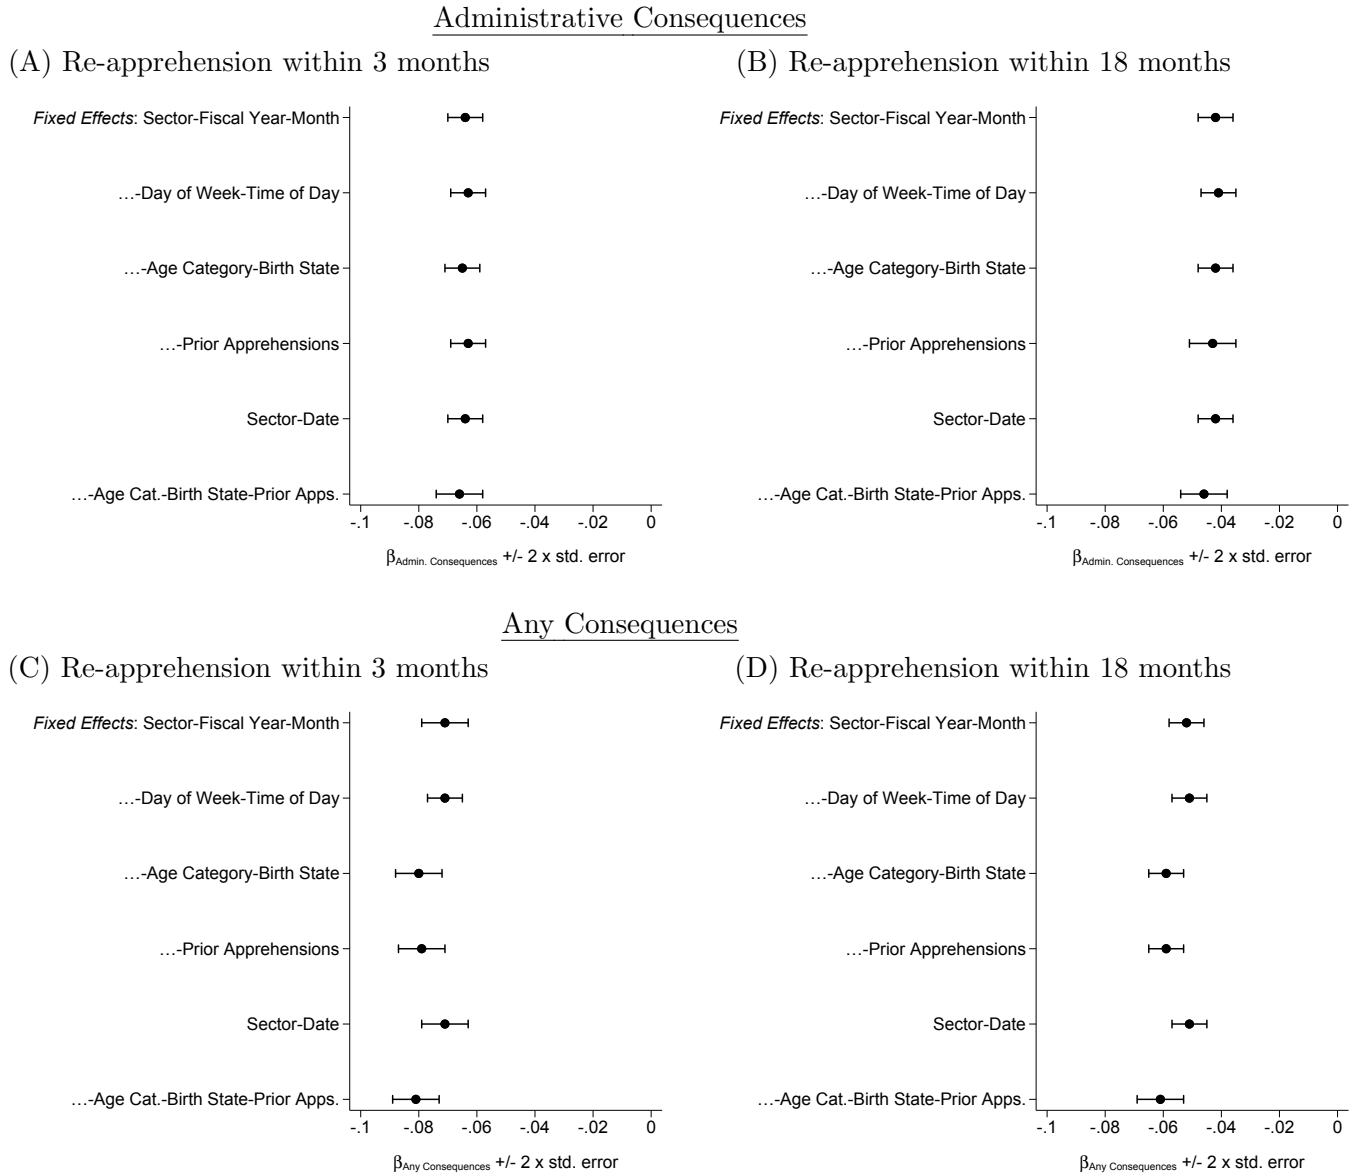 Administrative Consequences
(A) Re-apprehension within 3 months
Fixed Effects: Sector-Fiscal Year-Month
...-Day of Week-Time of Day
...-Age Category-Birth State
...-Prior Apprehensions
Sector-Date
...-Age Cat.-Birth State-Prior Apps.
-.1 -.08 -.06 -.04 -.02 0
βAdmin. Consequences +/- 2 x std. error
(B) Re-apprehension within 18 months
Fixed Effects: Sector-Fiscal Year-Month
...-Day of Week-Time of Day
...-Age Category-Birth State
...-Prior Apprehensions
Sector-Date
...-Age Cat.-Birth State-Prior Apps.
-.1 -.08 -.06 -.04 -.02 0
βAdmin. Consequences +/- 2 x std. error
Any Consequences
(C) Re-apprehension within 3 months
Fixed Effects: Sector-Fiscal Year-Month
...-Day of Week-Time of Day
...-Age Category-Birth State
...-Prior Apprehensions
Sector-Date
...-Age Cat.-Birth State-Prior Apps.
-.1 -.08 -.06 -.04 -.02 0
βAny Consequences +/- 2 x std. error
(D) Re-apprehension within 18 months
Fixed Effects: Sector-Fiscal Year-Month
...-Day of Week-Time of Day
...-Age Category-Birth State
...-Prior Apprehensions
Sector-Date
...-Age Cat.-Birth State-Prior Apps.
-.1 -.08 -.06 -.04 -.02 0
βAny Consequences +/- 2 x std. error